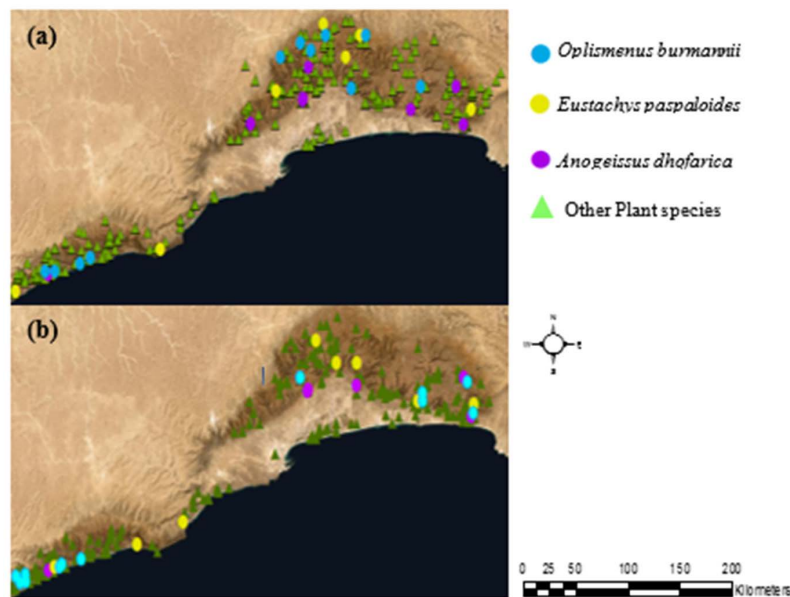 (a)
Oplismenus burmannii
Eustachys paspaloides
Anogeissus dhofarica
Other Plant species
(b)
N
W
E
S
0 25 50 100 150 200
Kilometers